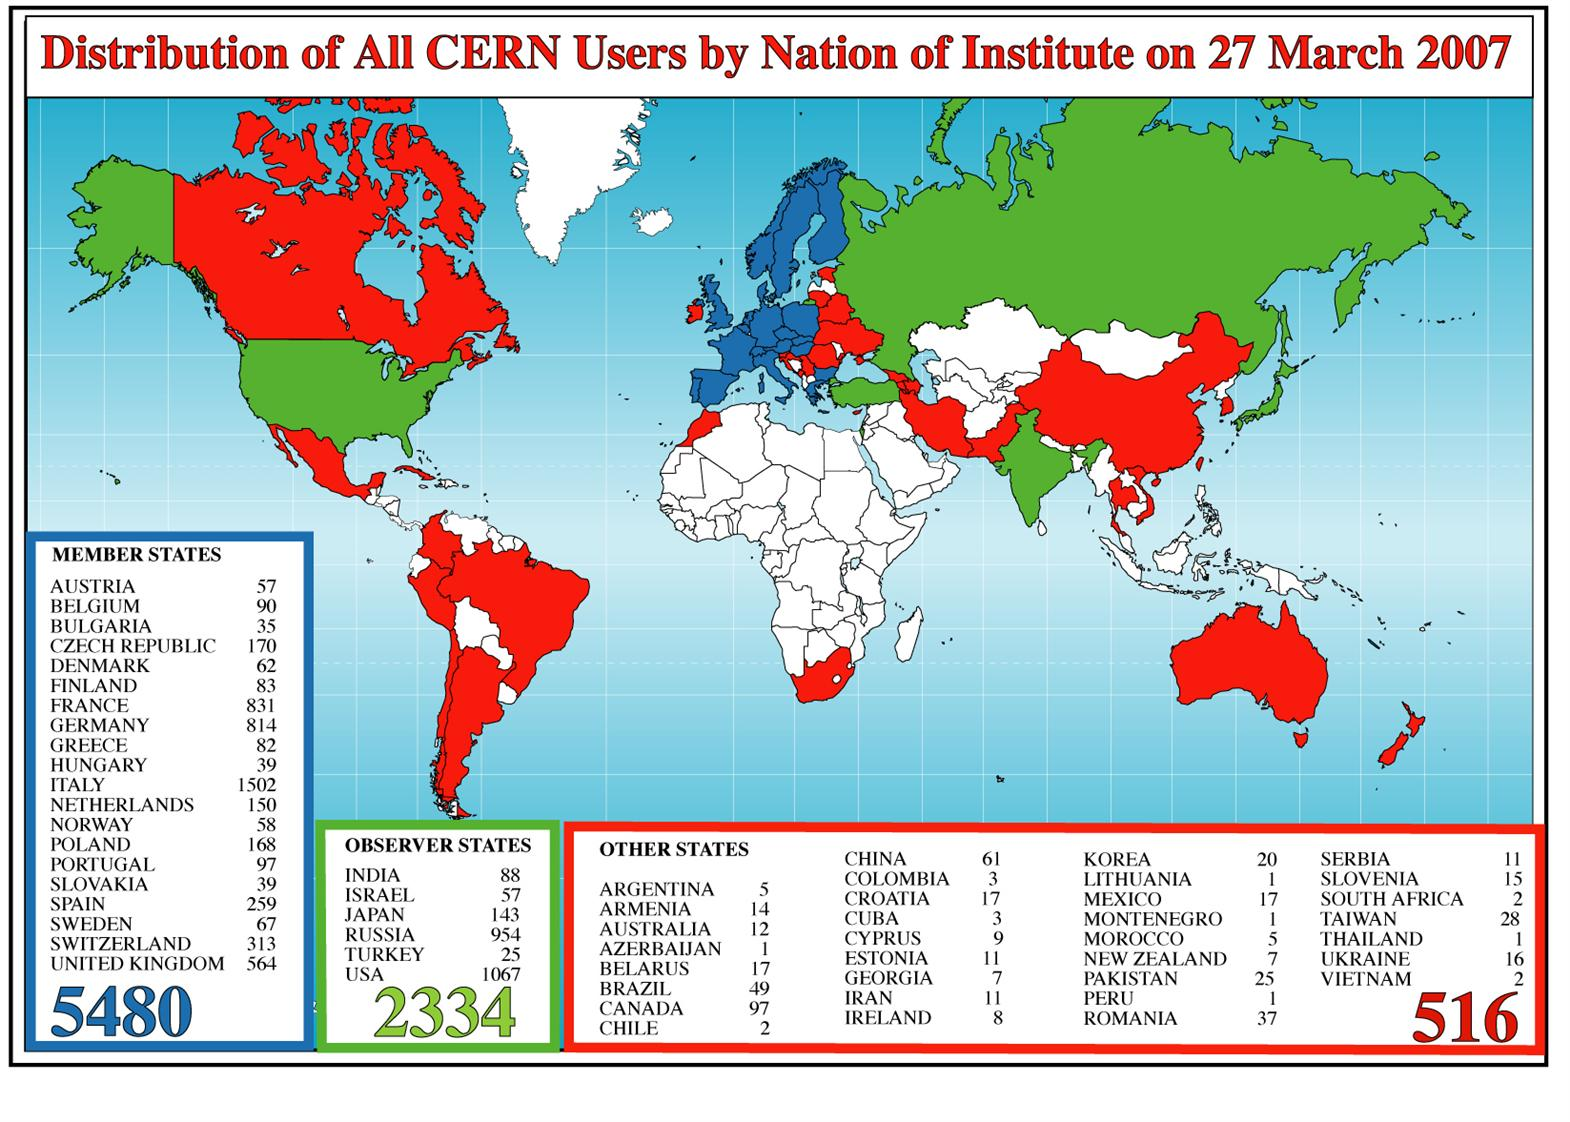 Distribution of All CERN Users by Nation of Institute on 27 March 2007
MEMBER STATES
AUSTRIA 57
BELGIUM 90
BULGARIA 35
CZECH REPUBLIC 170
DENMARK 62
FINLAND 83
FRANCE 831
GERMANY 814
GREECE 82
HUNGARY 39
ITALY 1502
NETHERLANDS 150
NORWAY 58
POLAND 168
PORTUGAL 97
SLOVAKIA 39
SPAIN 259
SWEDEN 67
SWITZERLAND 313
UNITED KINGDOM 564
5480
OBSERVER STATES
INDIA 88
ISRAEL 57
JAPAN 143
RUSSIA 954
TURKEY 25
USA 1067
2334
OTHER STATES
ARGENTINA 5
ARMENIA 14
AUSTRALIA 12
AZERBAIJAN 1
BELARUS 17
BRAZIL 49
CANADA 97
CHILE 2
CHINA 61
COLOMBIA 3
CROATIA 17
CUBA 3
CYPRUS 9
ESTONIA 11
GEORGIA 7
IRAN 11
IRELAND 8
KOREA 20
LITHUANIA 1
MEXICO 17
MONTENEGRO 1
MOROCCO 5
NEW ZEALAND 7
PAKISTAN 25
PERU 1
ROMANIA 37
SERBIA 11
SLOVENIA 15
SOUTH AFRICA 2
TAIWAN 28
THAILAND 1
UKRAINE 16
VIETNAM 2
516